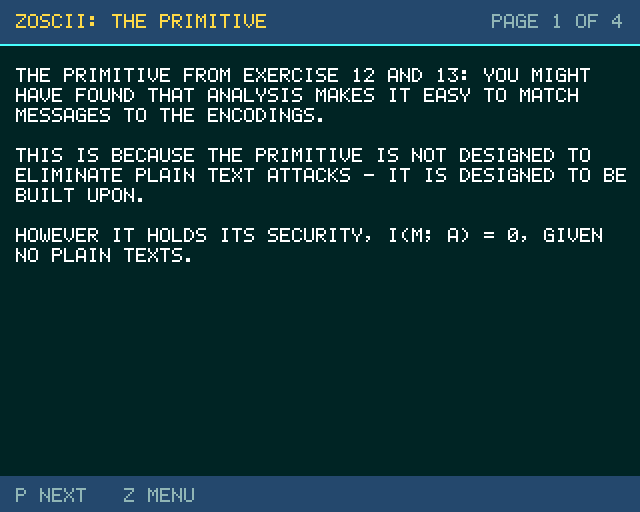 ZOSCII: THE PRIMITIVE
PAGE 1 OF 4
THE PRIMITIVE FROM EXERCISE 12 AND 13: YOU MIGHT
HAVE FOUND THAT ANALYSIS MAKES IT EASY TO MATCH
MESSAGES TO THE ENCODINGS.
THIS IS BECAUSE THE PRIMITIVE IS NOT DESIGNED TO
ELIMINATE PLAIN TEXT ATTACKS - IT IS DESIGNED TO BE
BUILT UPON.
HOWEVER IT HOLDS ITS SECURITY, I(M; A) = 0, GIVEN
NO PLAIN TEXTS.
P NEXT Z MENU